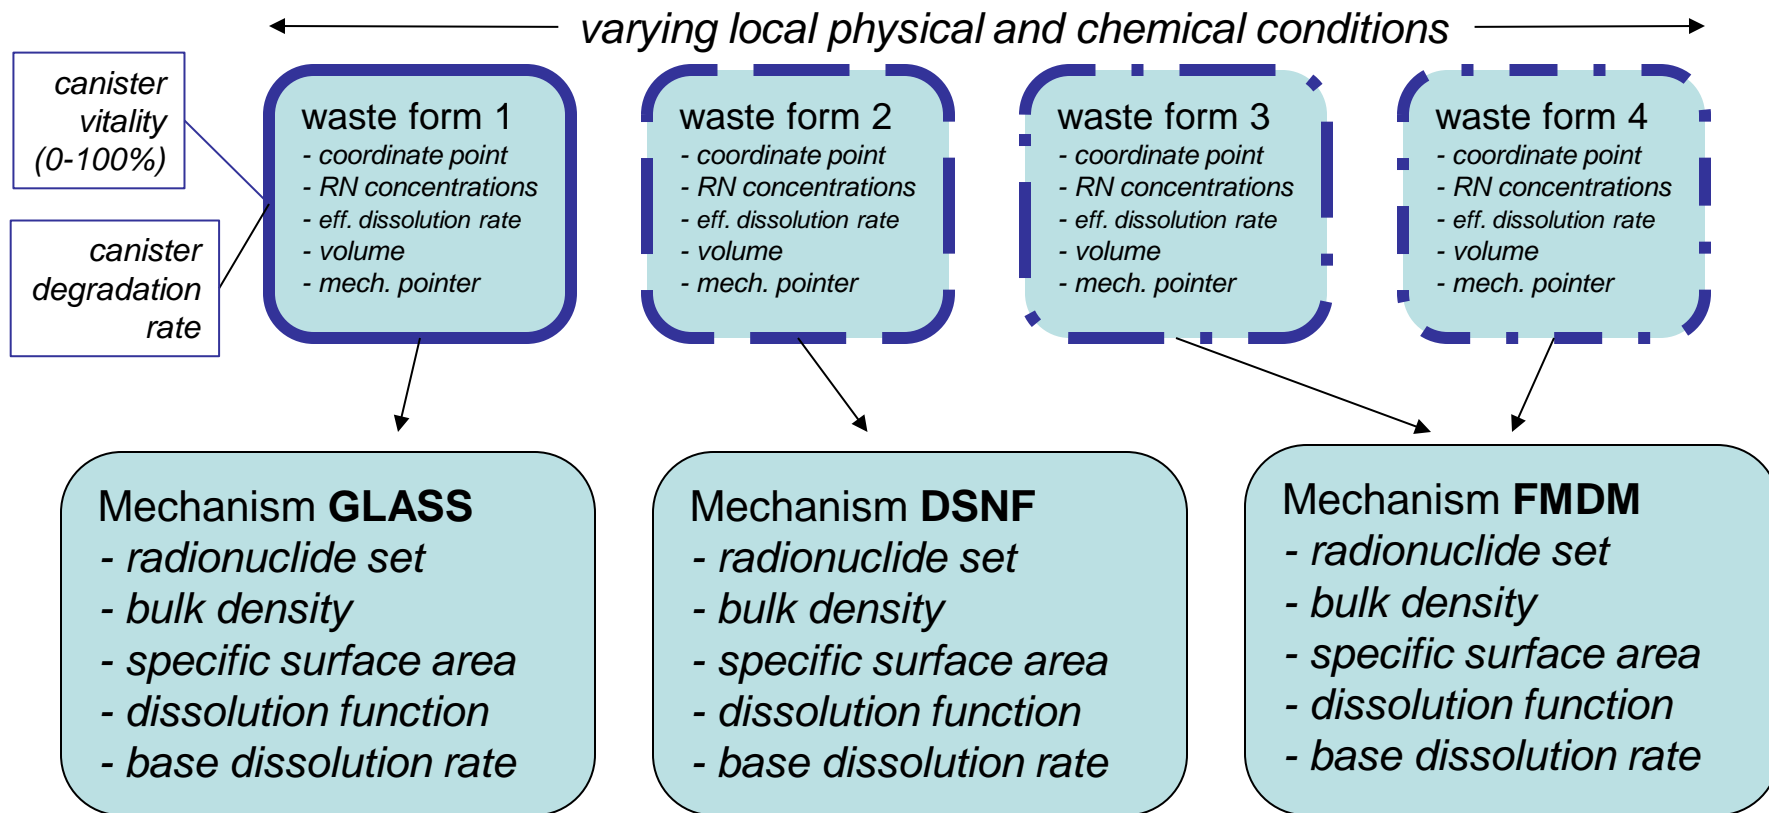 varying local physical and chemical conditions
canister
vitality
(0-100%)
canister
degradation
rate
waste form 1
- coordinate point
- RN concentrations
- eff. dissolution rate
- volume
- mech. pointer
waste form 2
- coordinate point
- RN concentrations
- eff. dissolution rate
- volume
- mech. pointer
waste form 3
- coordinate point
- RN concentrations
- eff. dissolution rate
- volume
- mech. pointer
waste form 4
- coordinate point
- RN concentrations
- eff. dissolution rate
- volume
- mech. pointer
Mechanism GLASS
- radionuclide set
- bulk density
- specific surface area
- dissolution function
- base dissolution rate
Mechanism DSNF
- radionuclide set
- bulk density
- specific surface area
- dissolution function
- base dissolution rate
Mechanism FMDM
- radionuclide set
- bulk density
- specific surface area
- dissolution function
- base dissolution rate